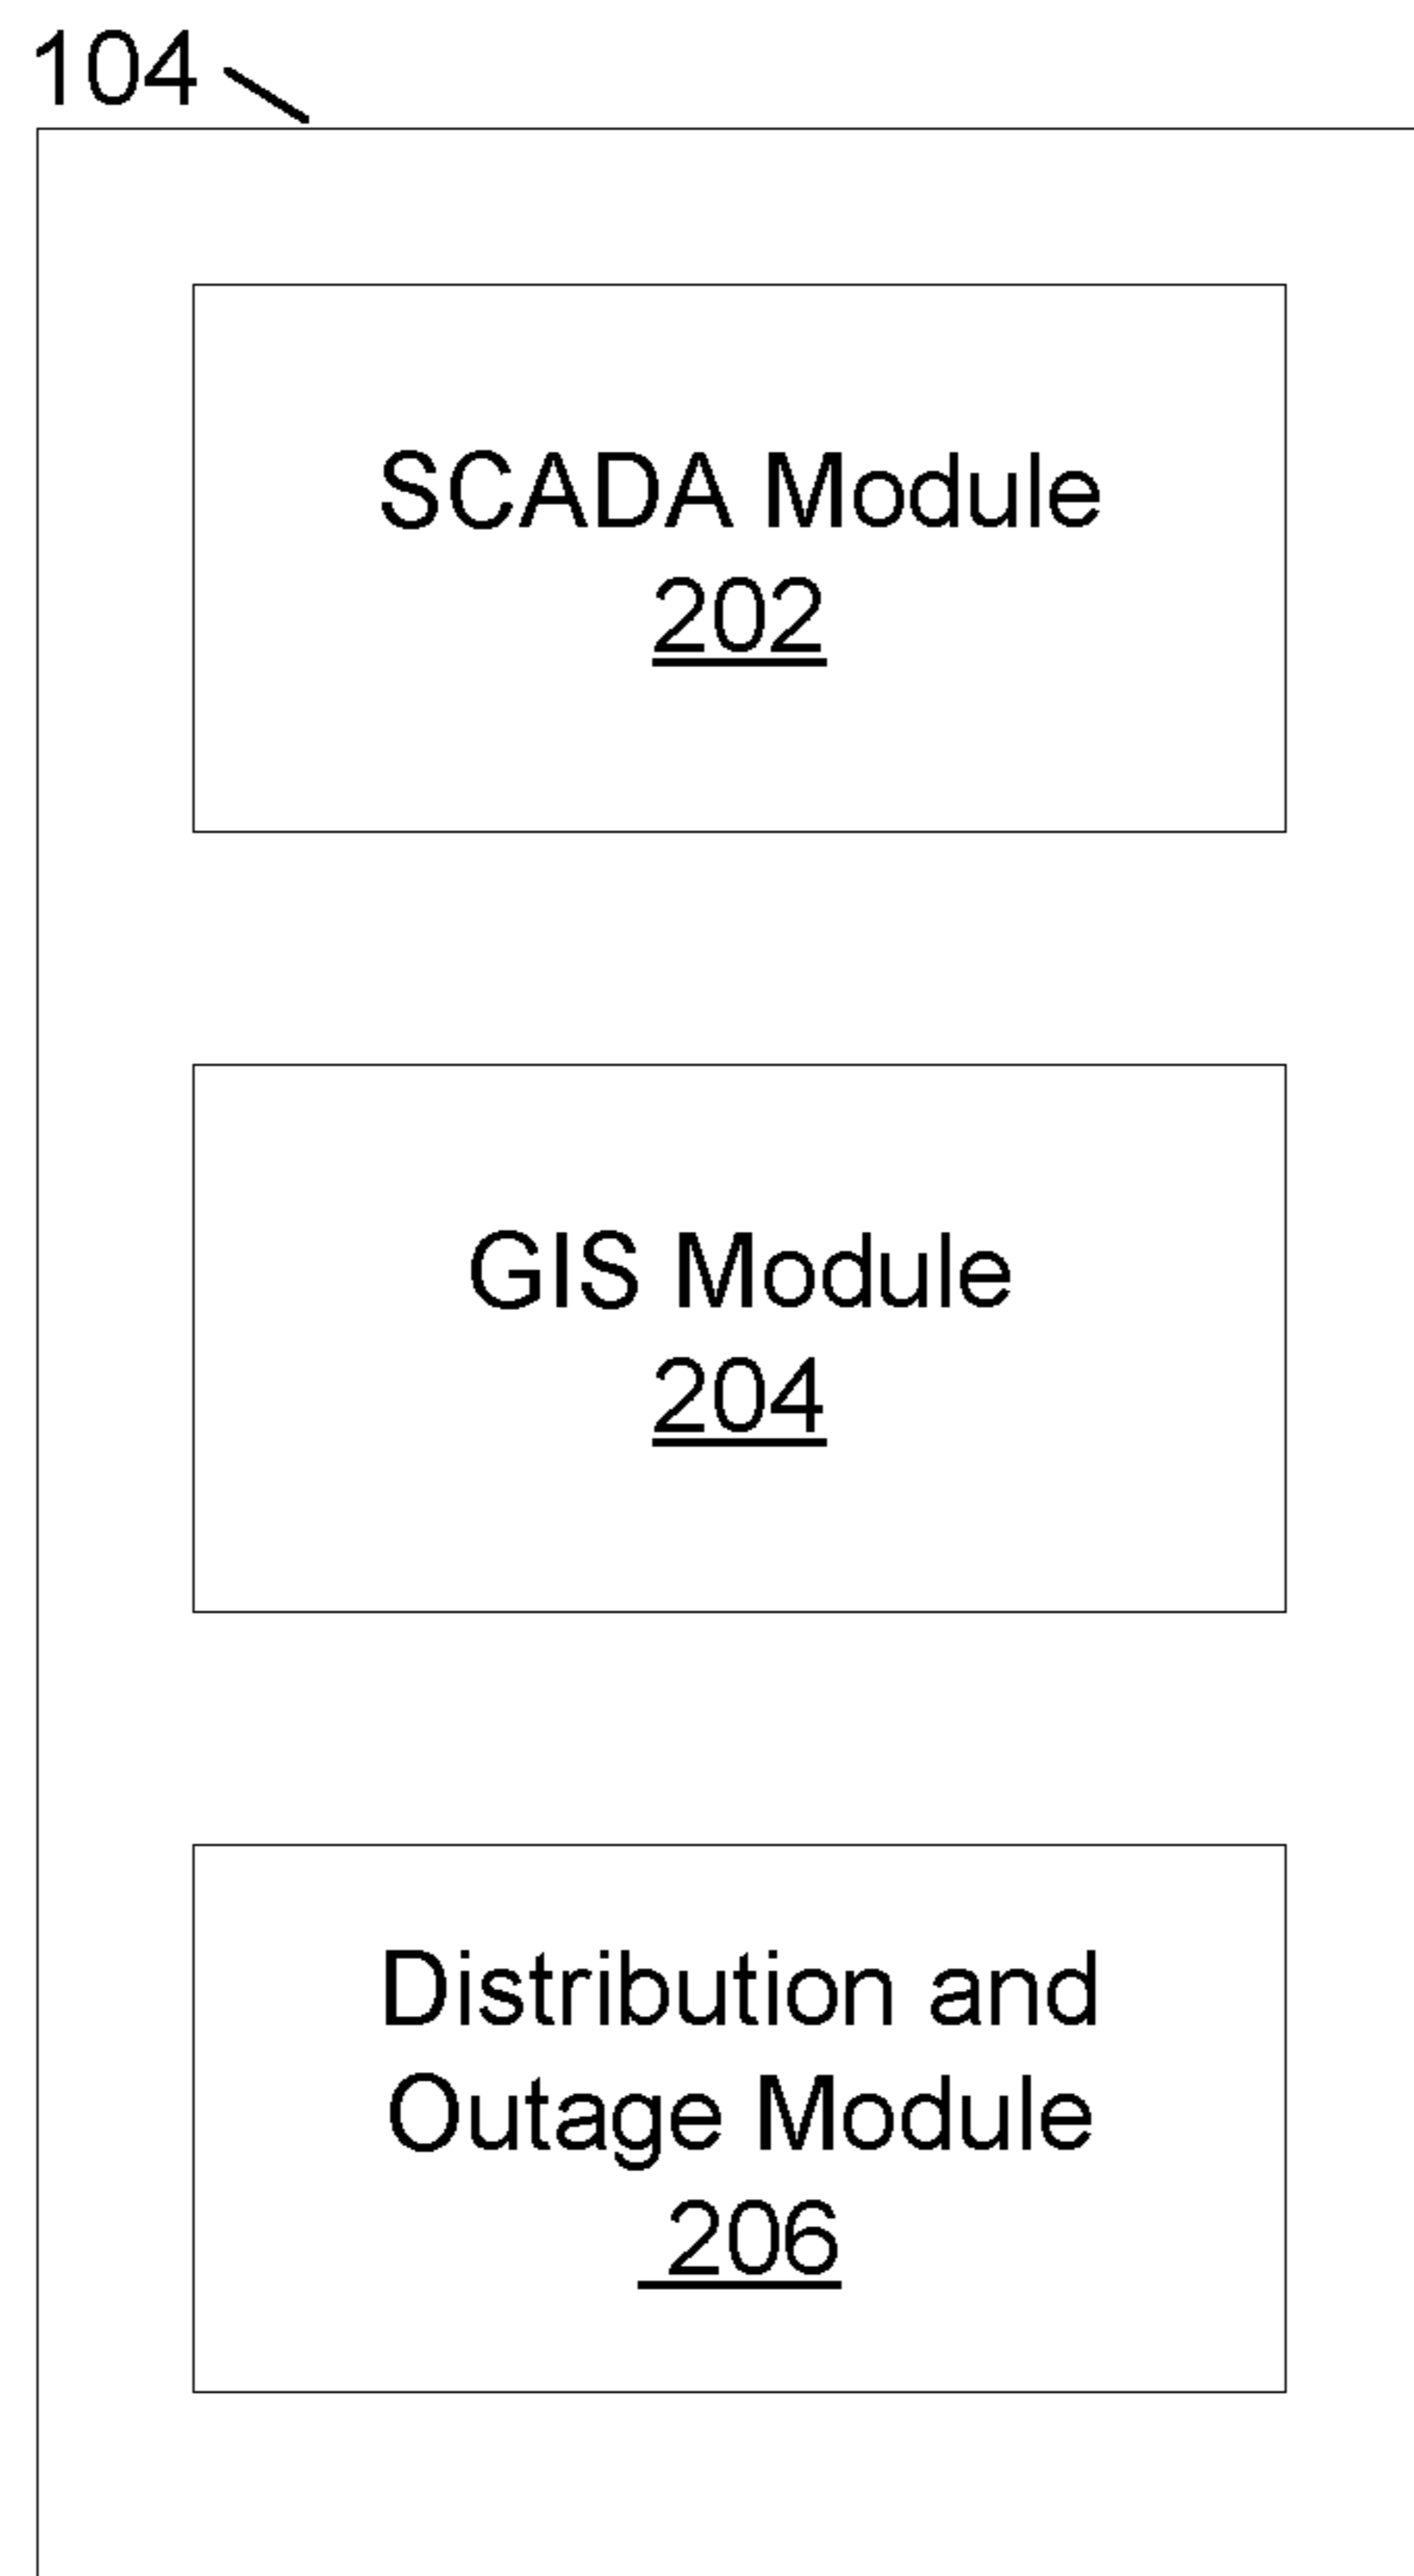 104
SCADA Module
202
GIS Module
204
Distribution and
Outage Module
206